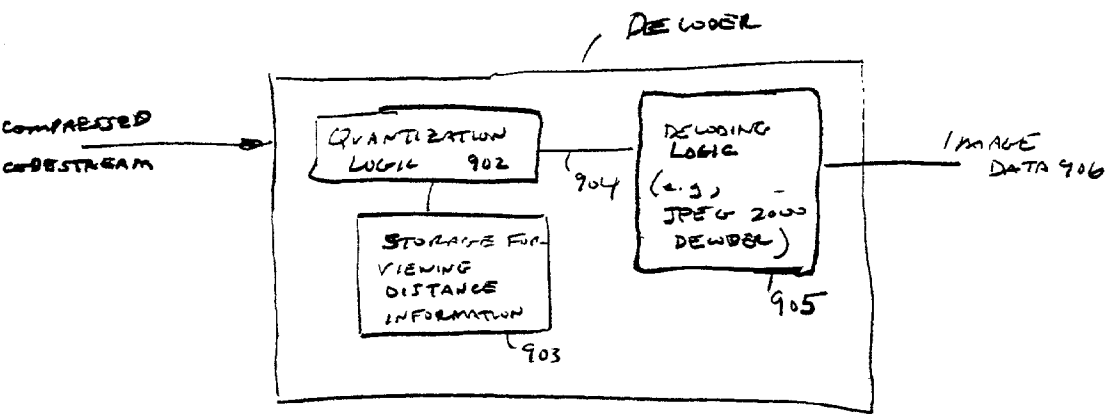 DECODER
COMPRESSED
CODESTREAM
QUANTIZATION
LOGIC 902
904
STORAGE FOR
VIEWING
DISTANCE
INFORMATION
903
DECODING
LOGIC
(e.g,
JPEG 2000
DECODER)
905
IMAGE
DATA 906